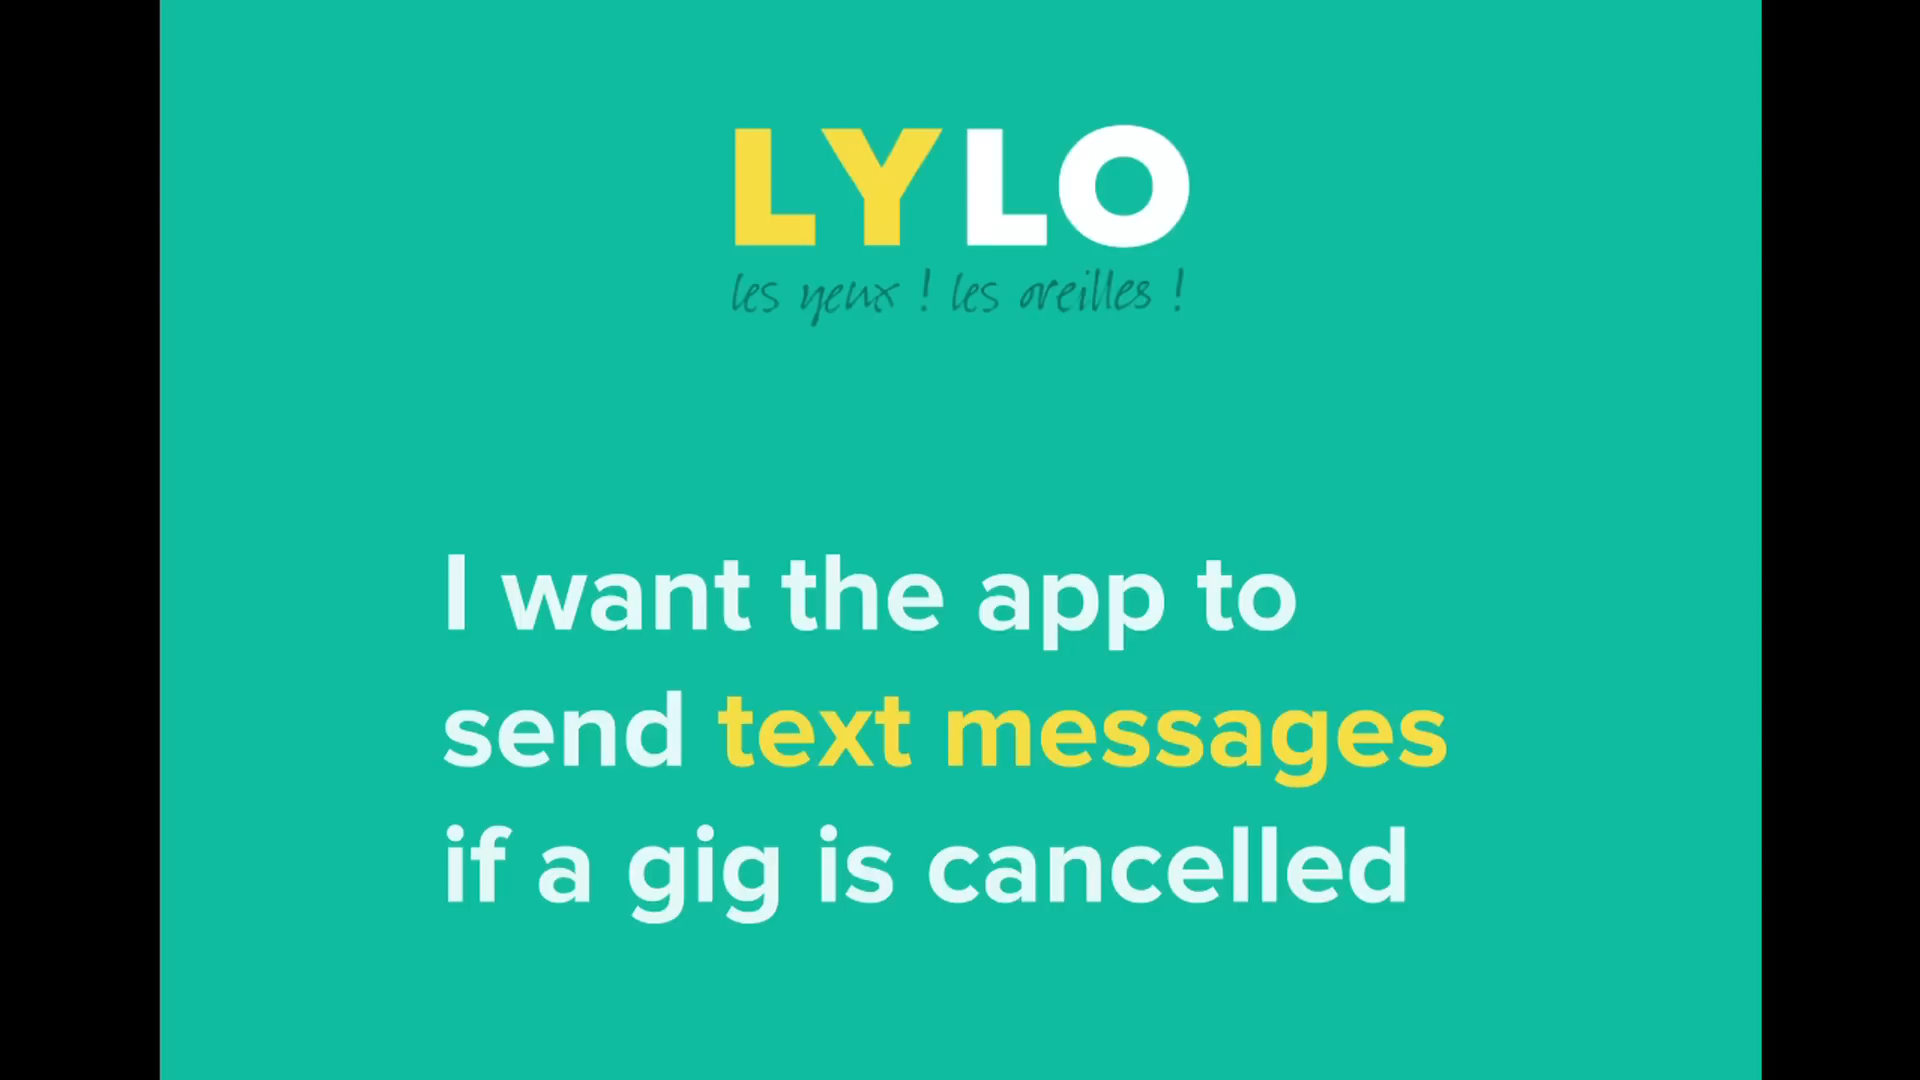 LYLO
les yeux ! les oreilles !
I want the app to
send text messages
if a gig is cancelled